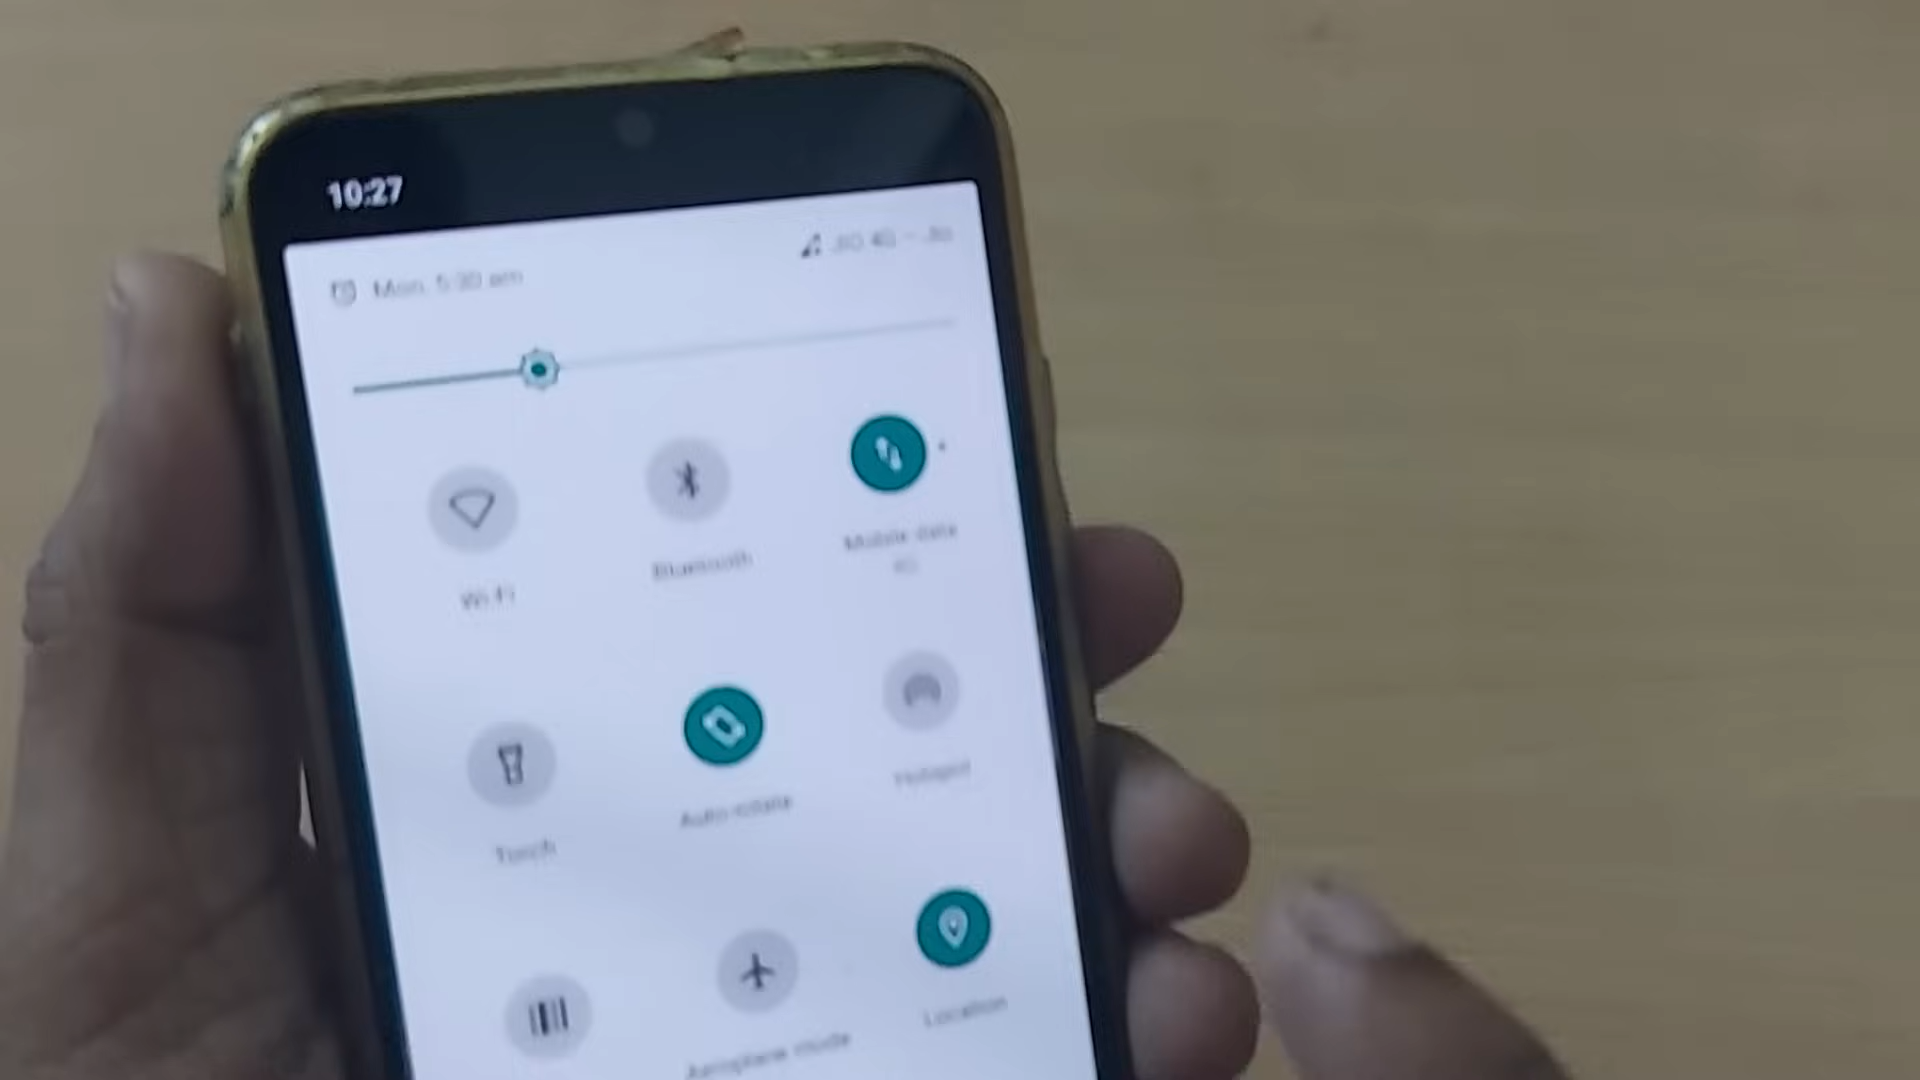 10:27
Mon, 5:30 am
Wi-Fi
Bluetooth
Mobile data
Torch
Auto-rotate
Hotspot
Aeroplane mode
Location